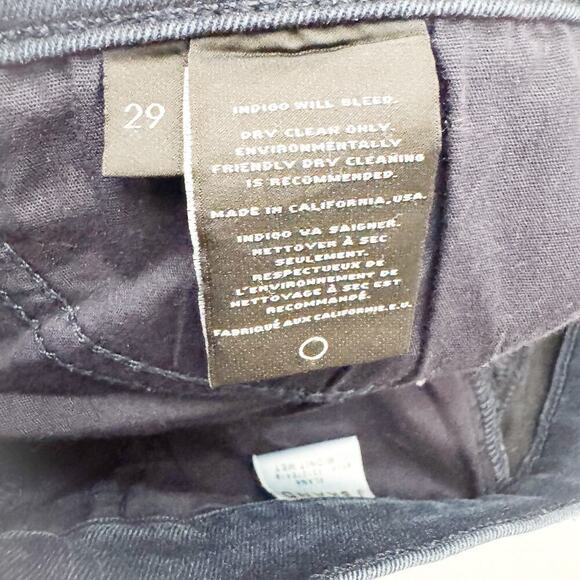 29
INDIGO WILL BLEED.
DRY CLEAN ONLY.
ENVIRONMENTALLY
FRIENDLY DRY CLEANING
IS RECOMMENDED.
MADE IN CALIFORNIA, USA.
INDIGO VA SAIGNER.
NETTOYER À SEC
SEULEMENT.
RESPECTUEUX DE
L'ENVIRONNEMENT DE
NETTOYAGE À SEC EST
RECOMMANDÉ.
FABRIQUÉ AUX CALIFORNIE.E.U.